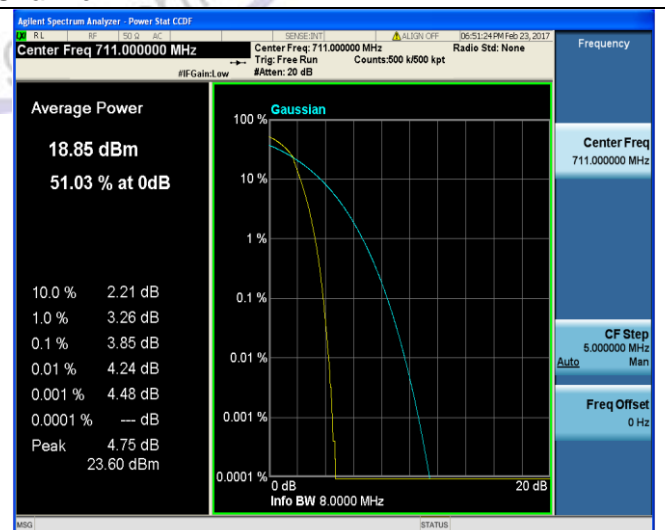 Agilent Spectrum Analyzer - Power Stat CCDF
RL RF 50 Ω AC SENSE:INT ALIGN OFF 06:51:24 PM Feb 23, 2017
Center Freq 711.000000 MHz Center Freq: 711.000000 MHz Radio Std: None Frequency
Trig: Free Run Counts:500 k/500 kpt
#IFGain:Low #Atten: 20 dB
Average Power
18.85 dBm
51.03 % at 0dB
10.0 % 2.21 dB
1.0 % 3.26 dB
0.1 % 3.85 dB
0.01 % 4.24 dB
0.001 % 4.48 dB
0.0001 % --- dB
Peak 4.75 dB
23.60 dBm
Gaussian
100 %
10 %
1 %
0.1 %
0.01 %
0.001 %
0.0001 %
0 dB 20 dB
Info BW 8.0000 MHz
Center Freq
711.000000 MHz
CF Step
5.000000 MHz
Auto Man
Freq Offset
0 Hz
MSG STATUS